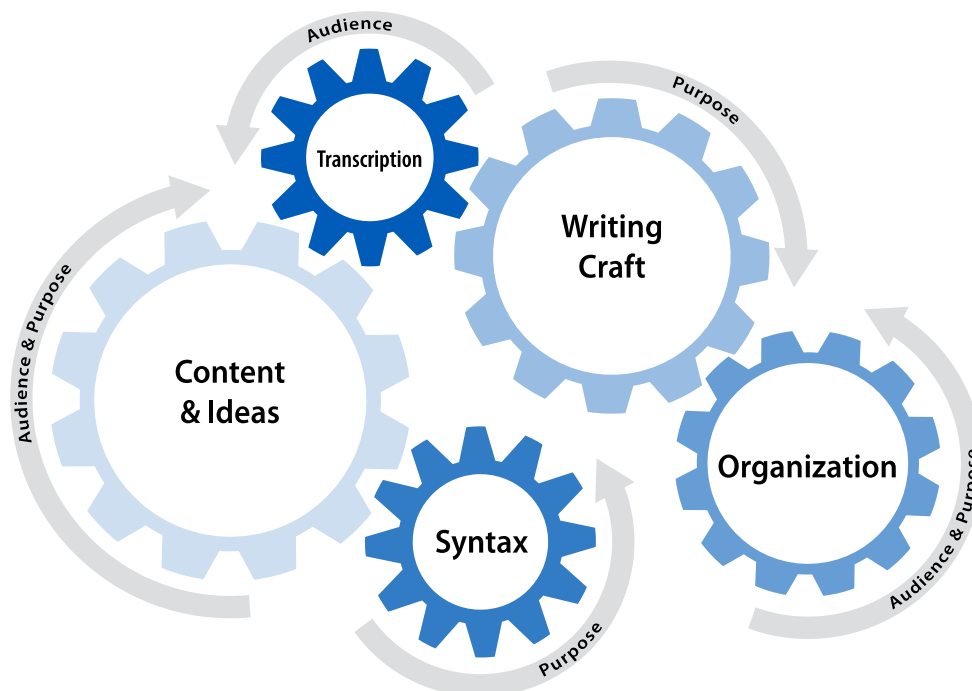 Audience
Transcription
Purpose
Writing
Craft
Audience & Purpose
Content
& Ideas
Organization
Audience & Purpose
Syntax
Purpose